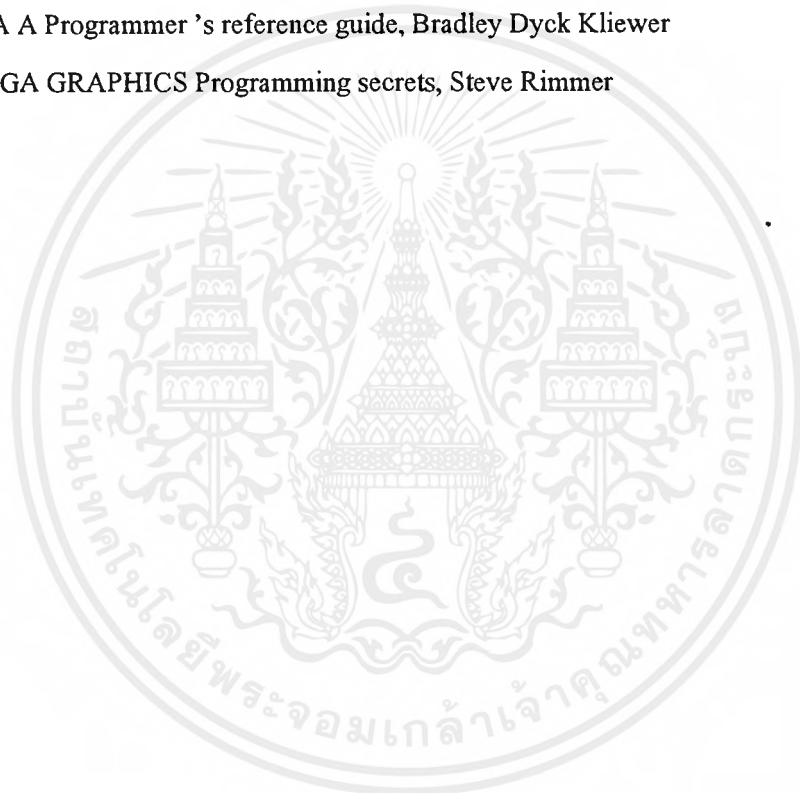 A A Programmer 's reference guide, Bradley Dyck Kliewer
GA GRAPHICS Programming secrets, Steve Rimmer
สถาบันเทคโนโลยีพระจอมเกล้าเจ้าคุณทหารลาดกระบัง